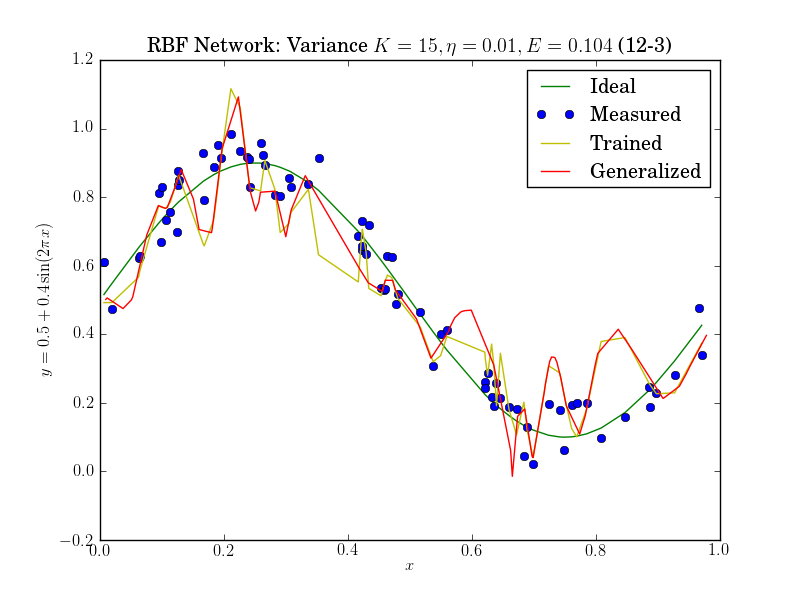 RBF Network: Variance K = 15, η = 0.01, E = 0.104 (12-3)
Ideal
Measured
Trained
Generalized
1.2
1.0
0.8
0.6
0.4
0.2
0.0
−0.2
y = 0.5 + 0.4 sin(2πx)
0.0 0.2 0.4 0.6 0.8 1.0
x